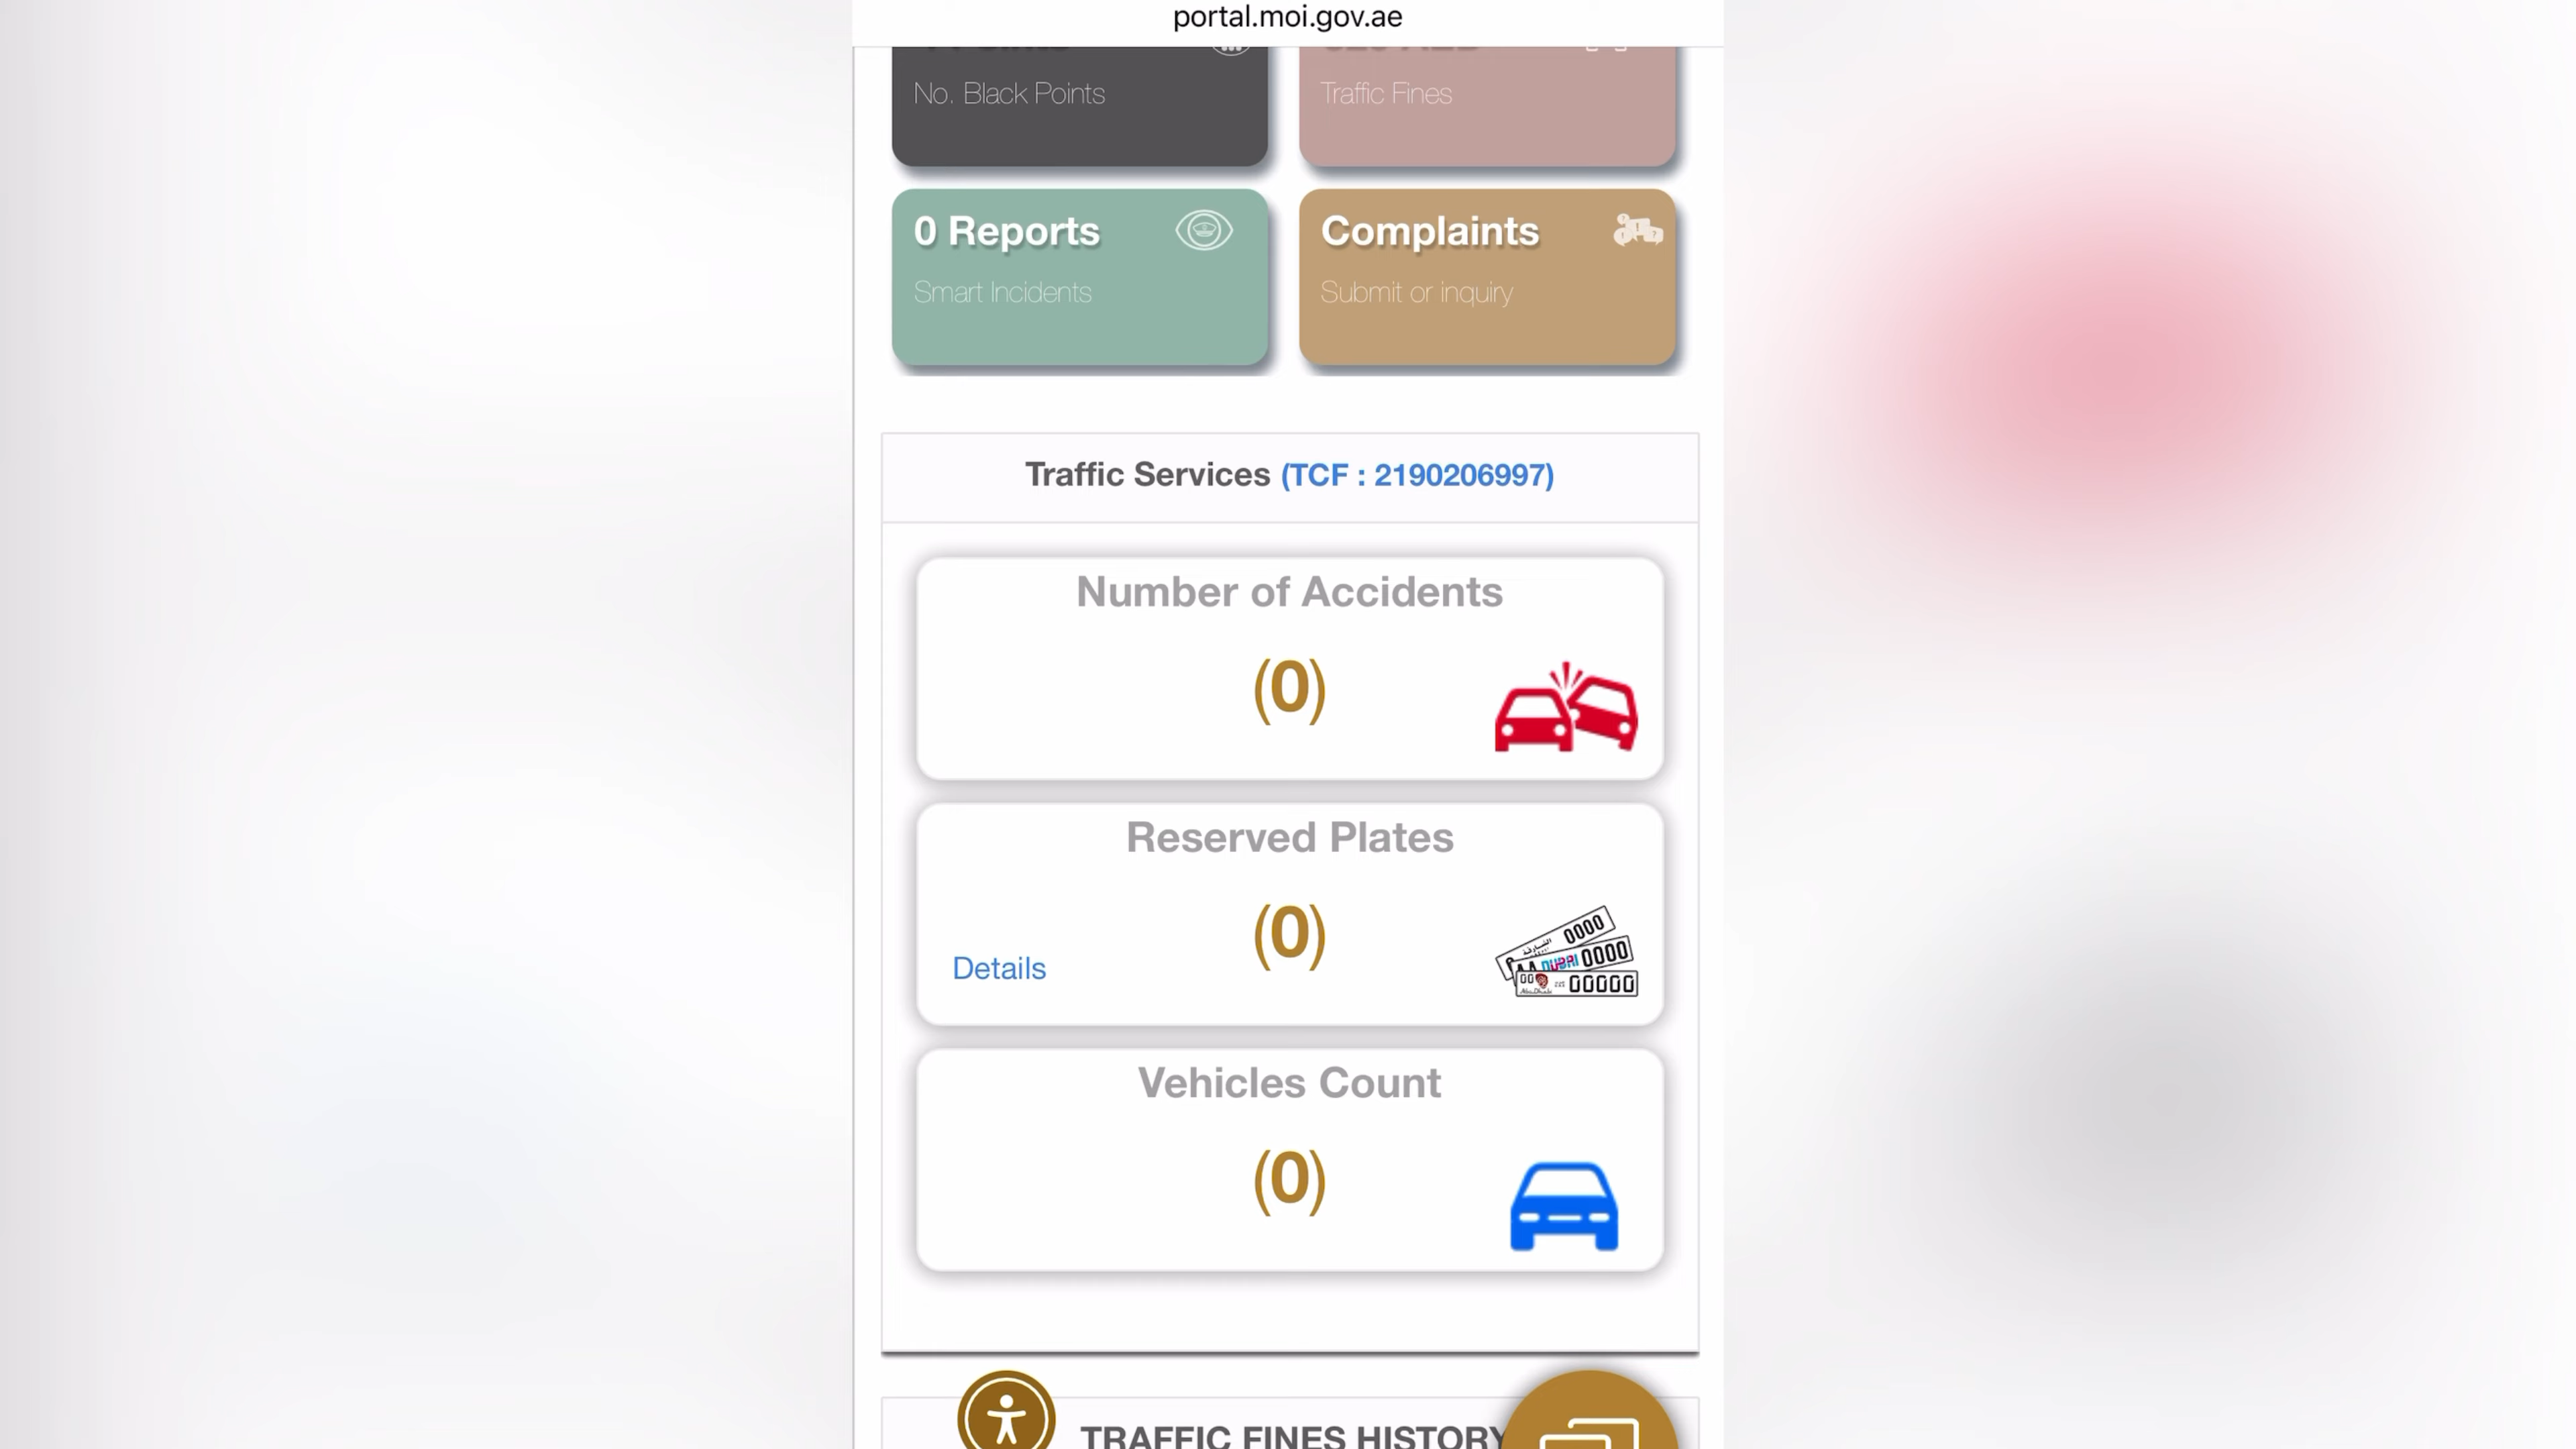 portal.moi.gov.ae
No. Black Points
Traffic Fines
0 Reports
Smart Incidents
Complaints
Submit or inquiry
Traffic Services (TCF : 2190206997)
Number of Accidents
(0)
Reserved Plates
(0)
Details
0000
DUBAI 0000
00000
Vehicles Count
(0)
TRAFFIC FINES HISTORY